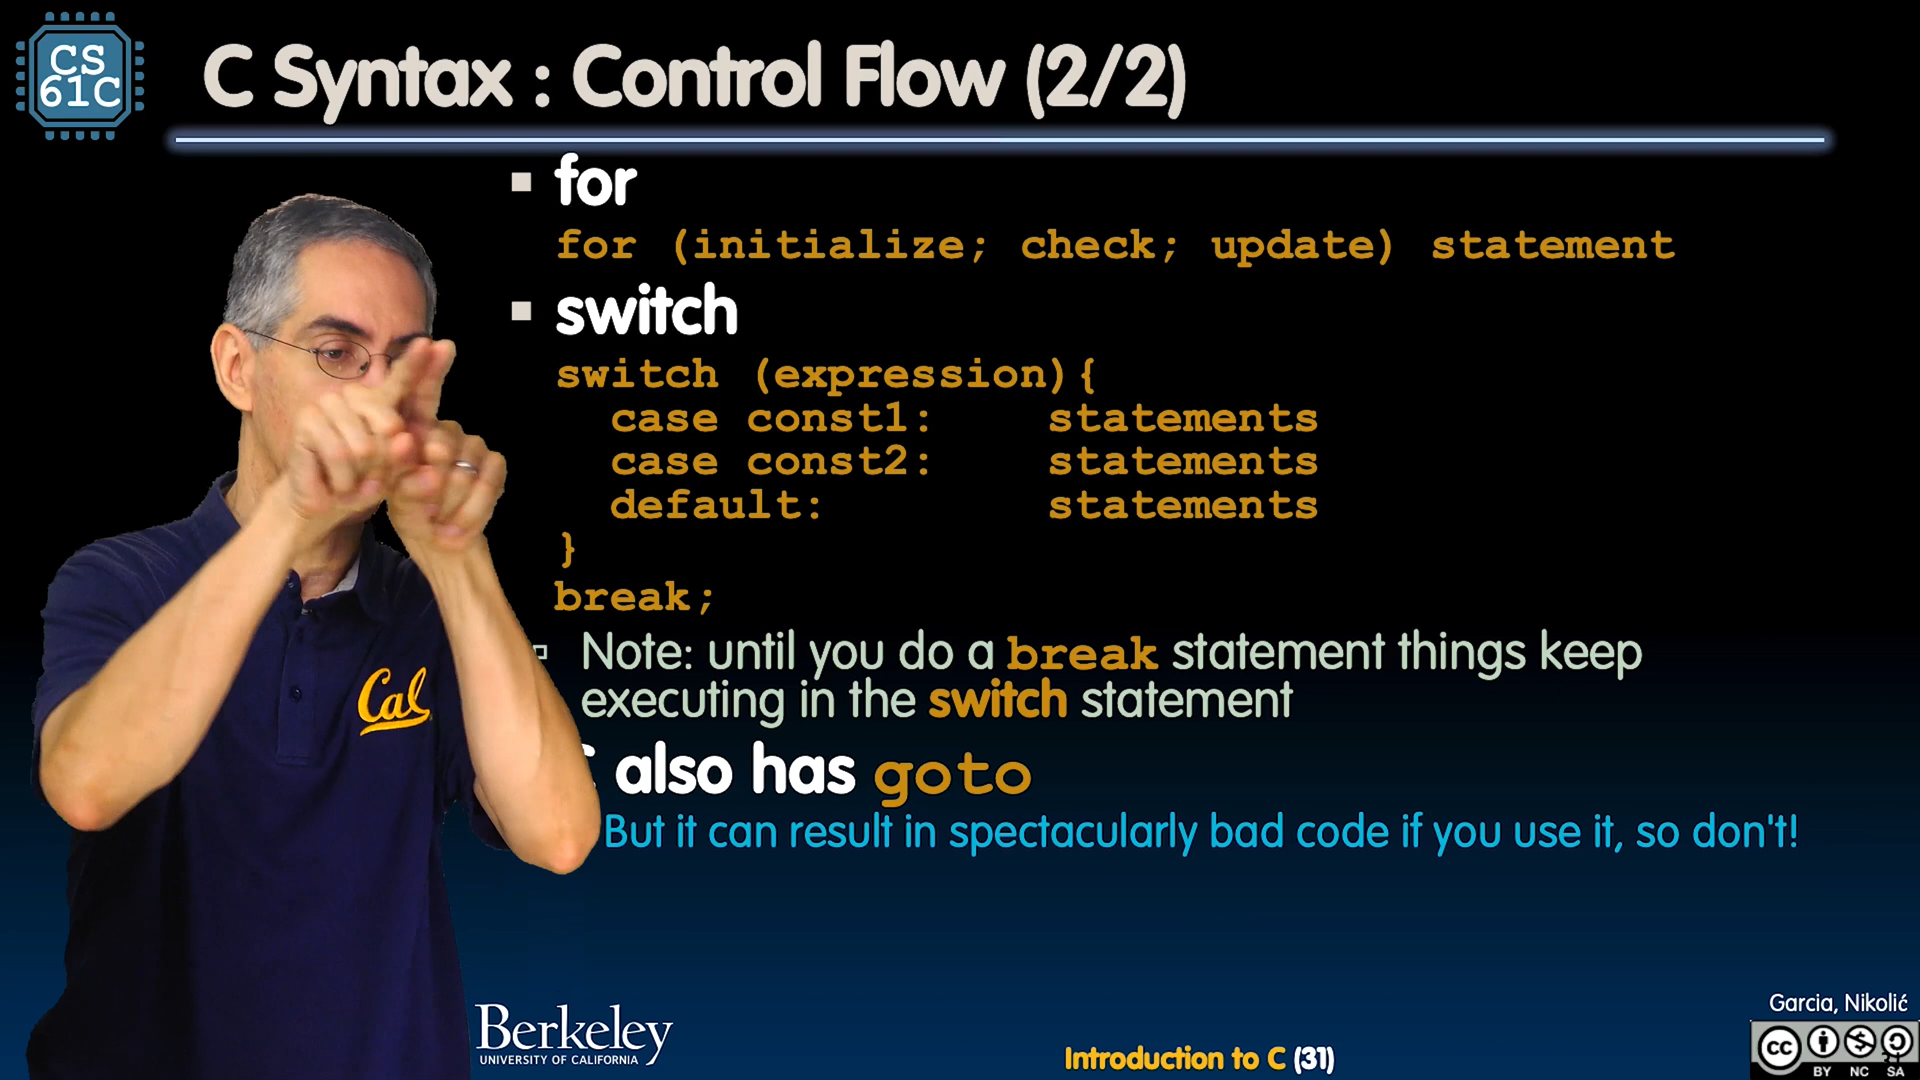 CS
61C
C Syntax : Control Flow (2/2)
for
for (initialize; check; update) statement
switch
switch (expression){
case const1: statements
case const2: statements
default: statements
}
break;
Note: until you do a break statement things keep
executing in the switch statement
also has goto
But it can result in spectacularly bad code if you use it, so don't!
Cal
Berkeley
UNIVERSITY OF CALIFORNIA
Introduction to C (31)
Garcia, Nikolić
cc
BY NC SA